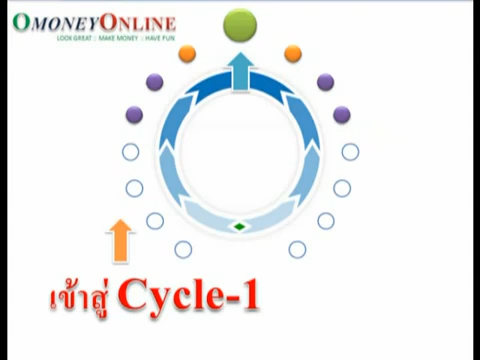 OMONEYONLINE
LOOK GREAT :: MAKE MONEY :: HAVE FUN
เข้าสู่ Cycle-1